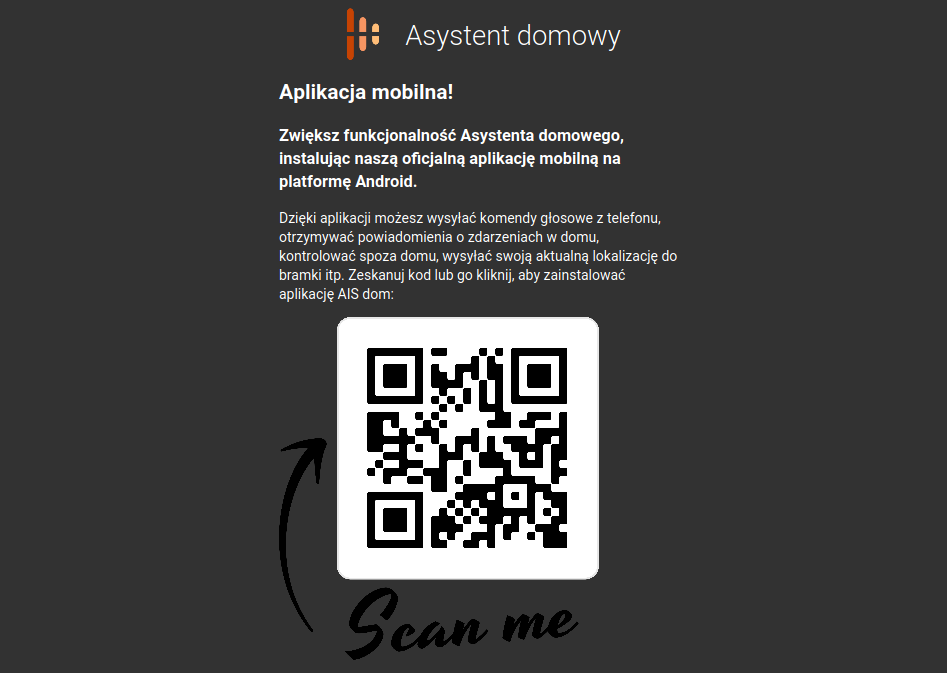 Asystent domowy
Aplikacja mobilna!
Zwiększ funkcjonalność Asystenta domowego,
instalując naszą oficjalną aplikację mobilną na
platformę Android.
Dzięki aplikacji możesz wysyłać komendy głosowe z telefonu,
otrzymywać powiadomienia o zdarzeniach w domu,
kontrolować spoza domu, wysyłać swoją aktualną lokalizację do
bramki itp. Zeskanuj kod lub go kliknij, aby zainstalować
aplikację AIS dom:
Scan me